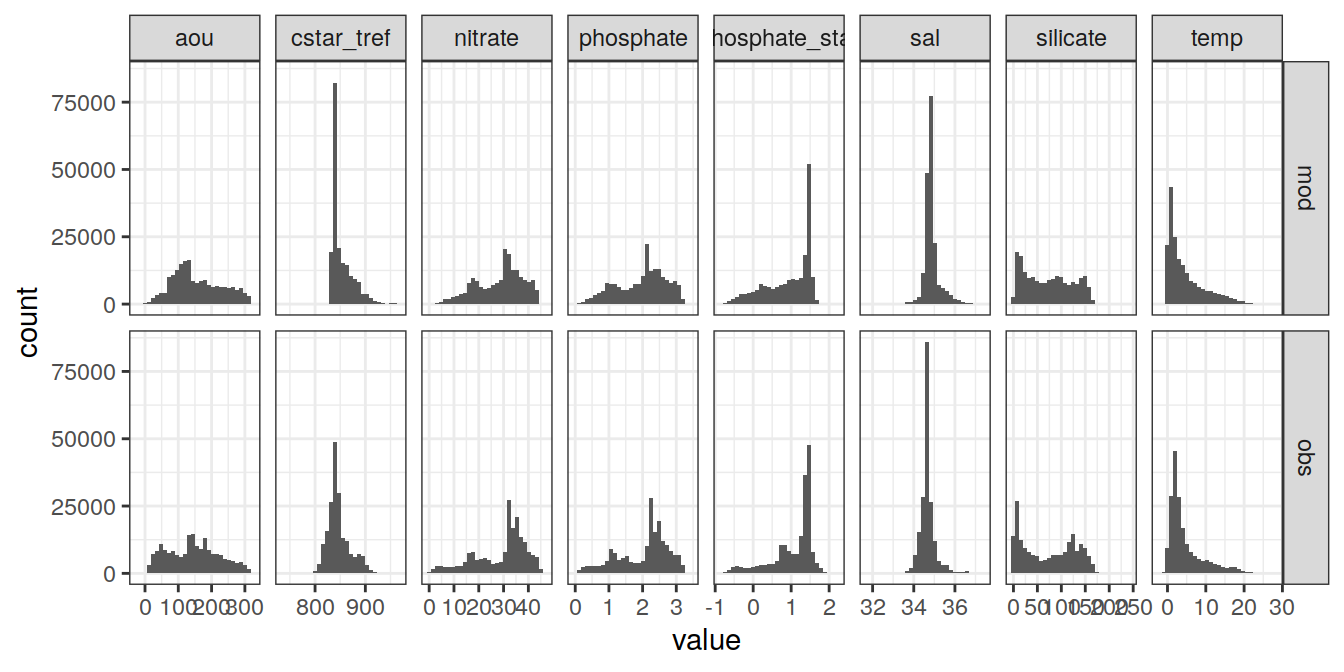 aou cstar_tref nitrate phosphate hosphate_sta sal silicate temp
75000
50000
25000
0
mod
75000
50000
25000
0
obs
count
0 100 200 300 800 900 0 10 20 30 40 0 1 2 3 -1 0 1 2 32 34 36 0 50 100 150 200 250 0 10 20 30
value